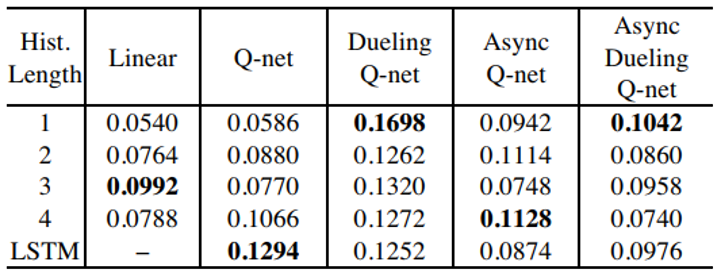 Hist. Length Linear Q-net Dueling Q-net Async Q-net Async Dueling Q-net
1 0.0540 0.0586 0.1698 0.0942 0.1042
2 0.0764 0.0880 0.1262 0.1114 0.0860
3 0.0992 0.0770 0.1320 0.0748 0.0958
4 0.0788 0.1066 0.1272 0.1128 0.0740
LSTM – 0.1294 0.1252 0.0874 0.0976